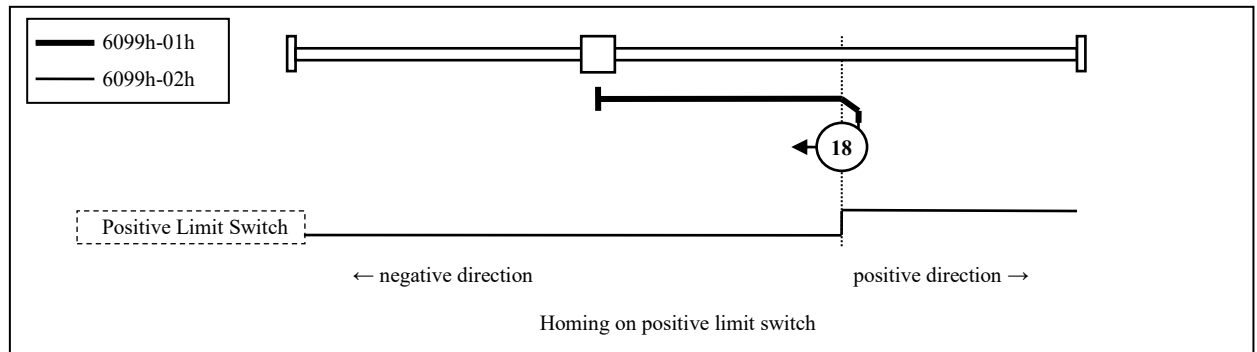 6099h-01h
6099h-02h
18
Positive Limit Switch
← negative direction
positive direction →
Homing on positive limit switch